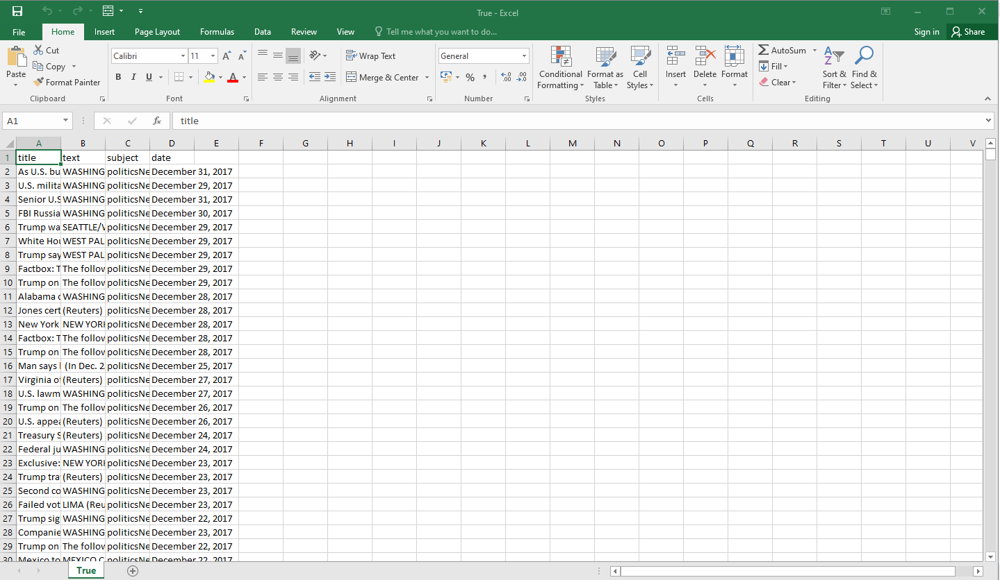 True - Excel
File Home Insert Page Layout Formulas Data Review View Tell me what you want to do... Sign in Share
Paste Cut Copy Format Painter
Calibri 11
B I U A
Wrap Text
Merge & Center
General
%
Conditional Formatting Format as Table Cell Styles
Insert Delete Format
AutoSum Fill Clear
Sort & Filter Find & Select
Clipboard Font Alignment Number Styles Cells Editing
A1 fx title
A B C D E F G H I J K L M N O P Q R S T U V
1 title text subject date
2 As U.S. bu WASHING politicsNe December 31, 2017
3 U.S. milita WASHING politicsNe December 29, 2017
4 Senior U.S WASHING politicsNe December 31, 2017
5 FBI Russia WASHING politicsNe December 30, 2017
6 Trump wa SEATTLE/W politicsNe December 29, 2017
7 White Hou WEST PAL politicsNe December 29, 2017
8 Trump say WEST PAL politicsNe December 29, 2017
9 Factbox: T The follow politicsNe December 29, 2017
10 Trump on The follow politicsNe December 29, 2017
11 Alabama o WASHING politicsNe December 28, 2017
12 Jones cert (Reuters) politicsNe December 28, 2017
13 New York NEW YORK politicsNe December 28, 2017
14 Factbox: T The follow politicsNe December 28, 2017
15 Trump on The follow politicsNe December 28, 2017
16 Man says (In Dec. 2 politicsNe December 25, 2017
17 Virginia of (Reuters) politicsNe December 27, 2017
18 U.S. lawm WASHING politicsNe December 27, 2017
19 Trump on The follow politicsNe December 26, 2017
20 U.S. appea (Reuters) politicsNe December 26, 2017
21 Treasury S (Reuters) politicsNe December 24, 2017
22 Federal ju WASHING politicsNe December 24, 2017
23 Exclusive: NEW YORK politicsNe December 23, 2017
24 Trump tra (Reuters) politicsNe December 23, 2017
25 Second co WASHING politicsNe December 23, 2017
26 Failed vot LIMA (Reu politicsNe December 23, 2017
27 Trump sig WASHING politicsNe December 22, 2017
28 Companie WASHING politicsNe December 23, 2017
29 Trump on The follow politicsNe December 22, 2017
30 Mexico to MEXICO C politicsNe December 22, 2017
True